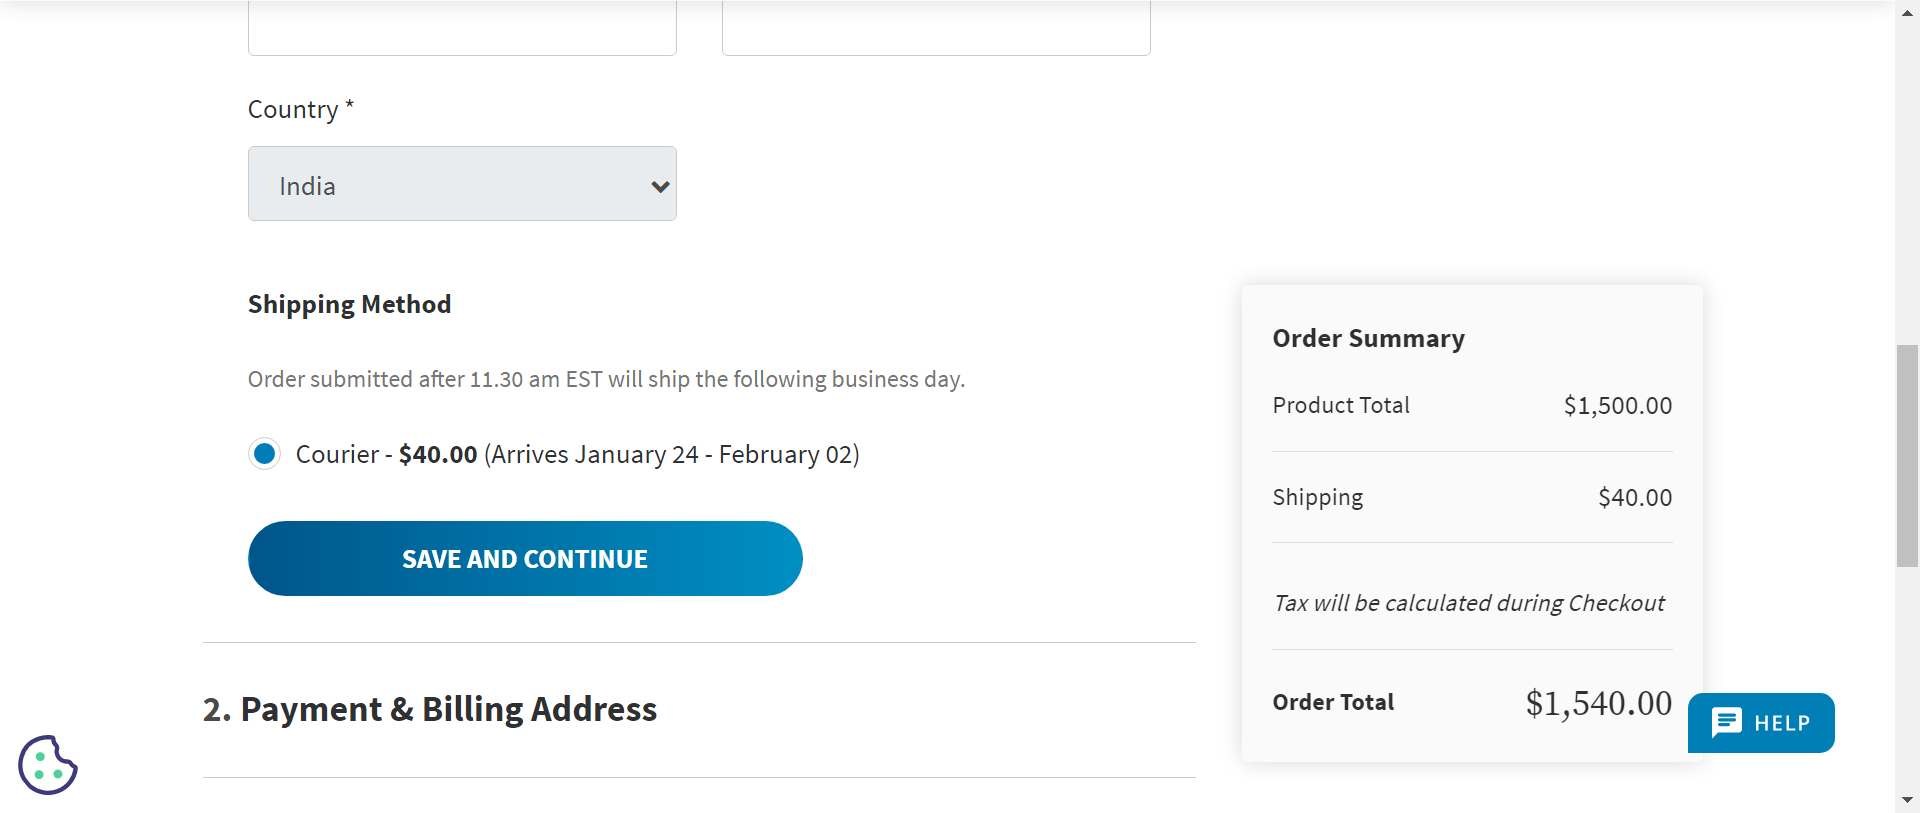 Country *
India
Shipping Method
Order submitted after 11.30 am EST will ship the following business day.
Courier - $40.00 (Arrives January 24 - February 02)
SAVE AND CONTINUE
2. Payment & Billing Address
Order Summary
Product Total $1,500.00
Shipping $40.00
Tax will be calculated during Checkout
Order Total $1,540.00
HELP